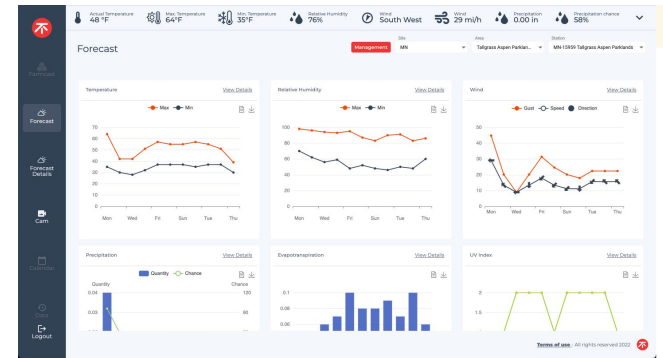 Actual Temperature
48 °F
Max. Temperature
64°F
Min. Temperature
35°F
Relative Humidity
76%
Wind
South West
Wind
29 mi/h
Precipitation
0.00 in
Precipitation chance
58%
Forecast
Management
Site
MN
Area
Tallgrass Aspen Parklan..
Station
MN-15959 Tallgrass Aspen Parklands
Forecast
Forecast Details
Cam
Calendar
Data
Logout
Temperature
View Details
Max
Min
70
60
50
40
30
20
10
0
Mon Wed Fri Sun Tue Thu
Relative Humidity
View Details
Max
Min
100
80
60
40
20
0
Mon Wed Fri Sun Tue Thu
Wind
View Details
Gust
Speed
Direction
50
40
30
20
10
0
Mon Wed Fri Sun Tue Thu
Precipitation
View Details
Quantity
Chance
Quantity
Chance
0.04
0.03
120
90
Evapotranspiration
View Details
0.1
0.08
0.06
UV Index
View Details
2
1.5
1
Terms of use - All rights reserved 2022